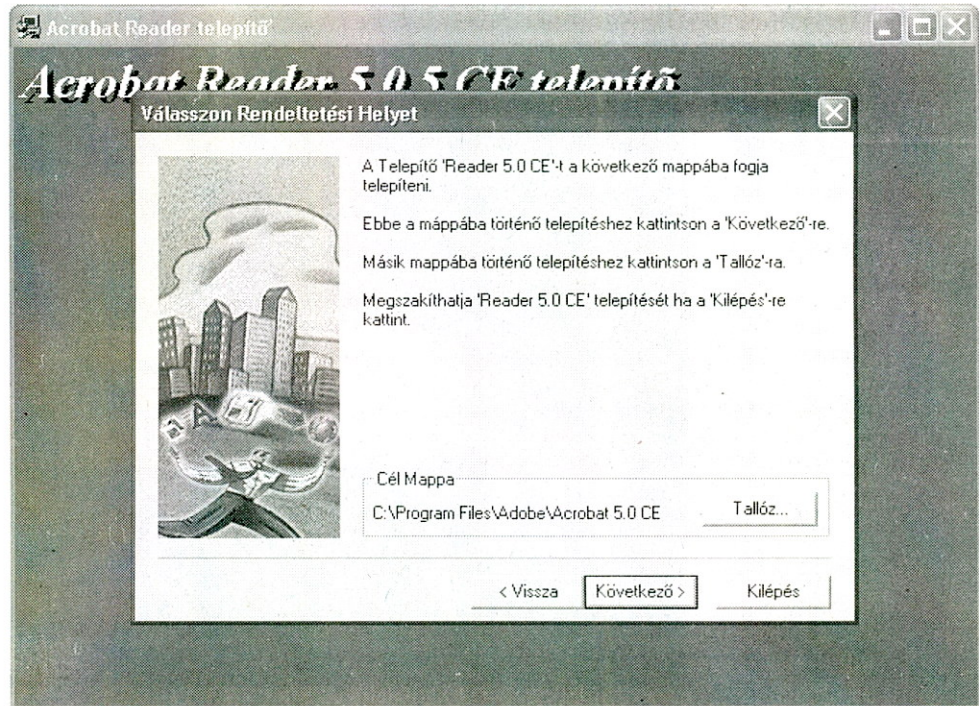 Acrobat Reader telepítő
Acrobat Reader 5.0.5 CE telepítõ
Válasszon Rendeltetési Helyet
A Telepítő 'Reader 5.0 CE'-t a következő mappába fogja
telepíteni.
Ebbe a máppába történő telepítéshez kattintson a 'Következő'-re.
Másik mappába történő telepítéshez kattintson a 'Tallóz'-ra.
Megszakíthatja 'Reader 5.0 CE' telepítését ha a 'Kilépés'-re
kattint.
Cél Mappa
C:\Program Files\Adobe\Acrobat 5.0 CE
Tallóz...
< Vissza
Következő >
Kilépés